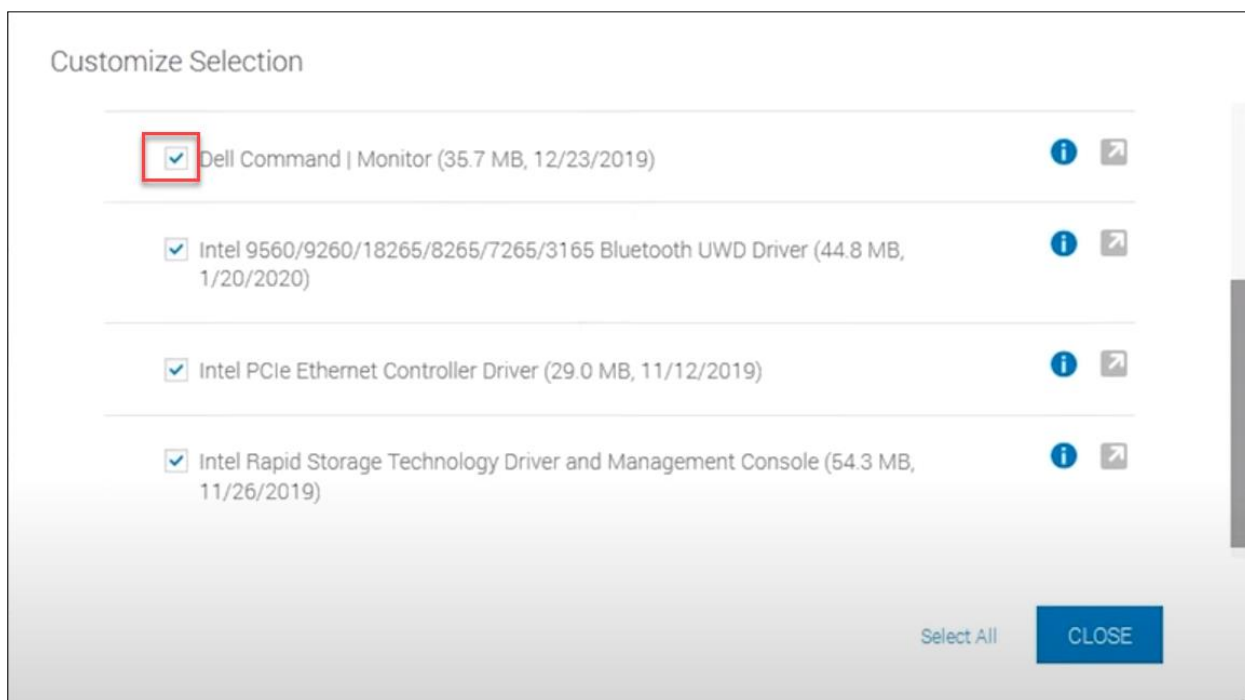 Customize Selection
Dell Command | Monitor (35.7 MB, 12/23/2019)
Intel 9560/9260/18265/8265/7265/3165 Bluetooth UWD Driver (44.8 MB,
1/20/2020)
Intel PCIe Ethernet Controller Driver (29.0 MB, 11/12/2019)
Intel Rapid Storage Technology Driver and Management Console (54.3 MB,
11/26/2019)
Select All
CLOSE